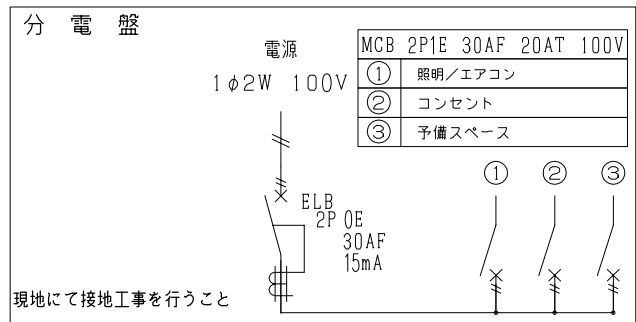 分電盤
電源
1φ2W 100V
MCB 2P1E 30AF 20AT 100V
① 照明/エアコン
② コンセント
③ 予備スペース
① ② ③
ELB
2P 0E
30AF
15mA
現地にて接地工事を行うこと